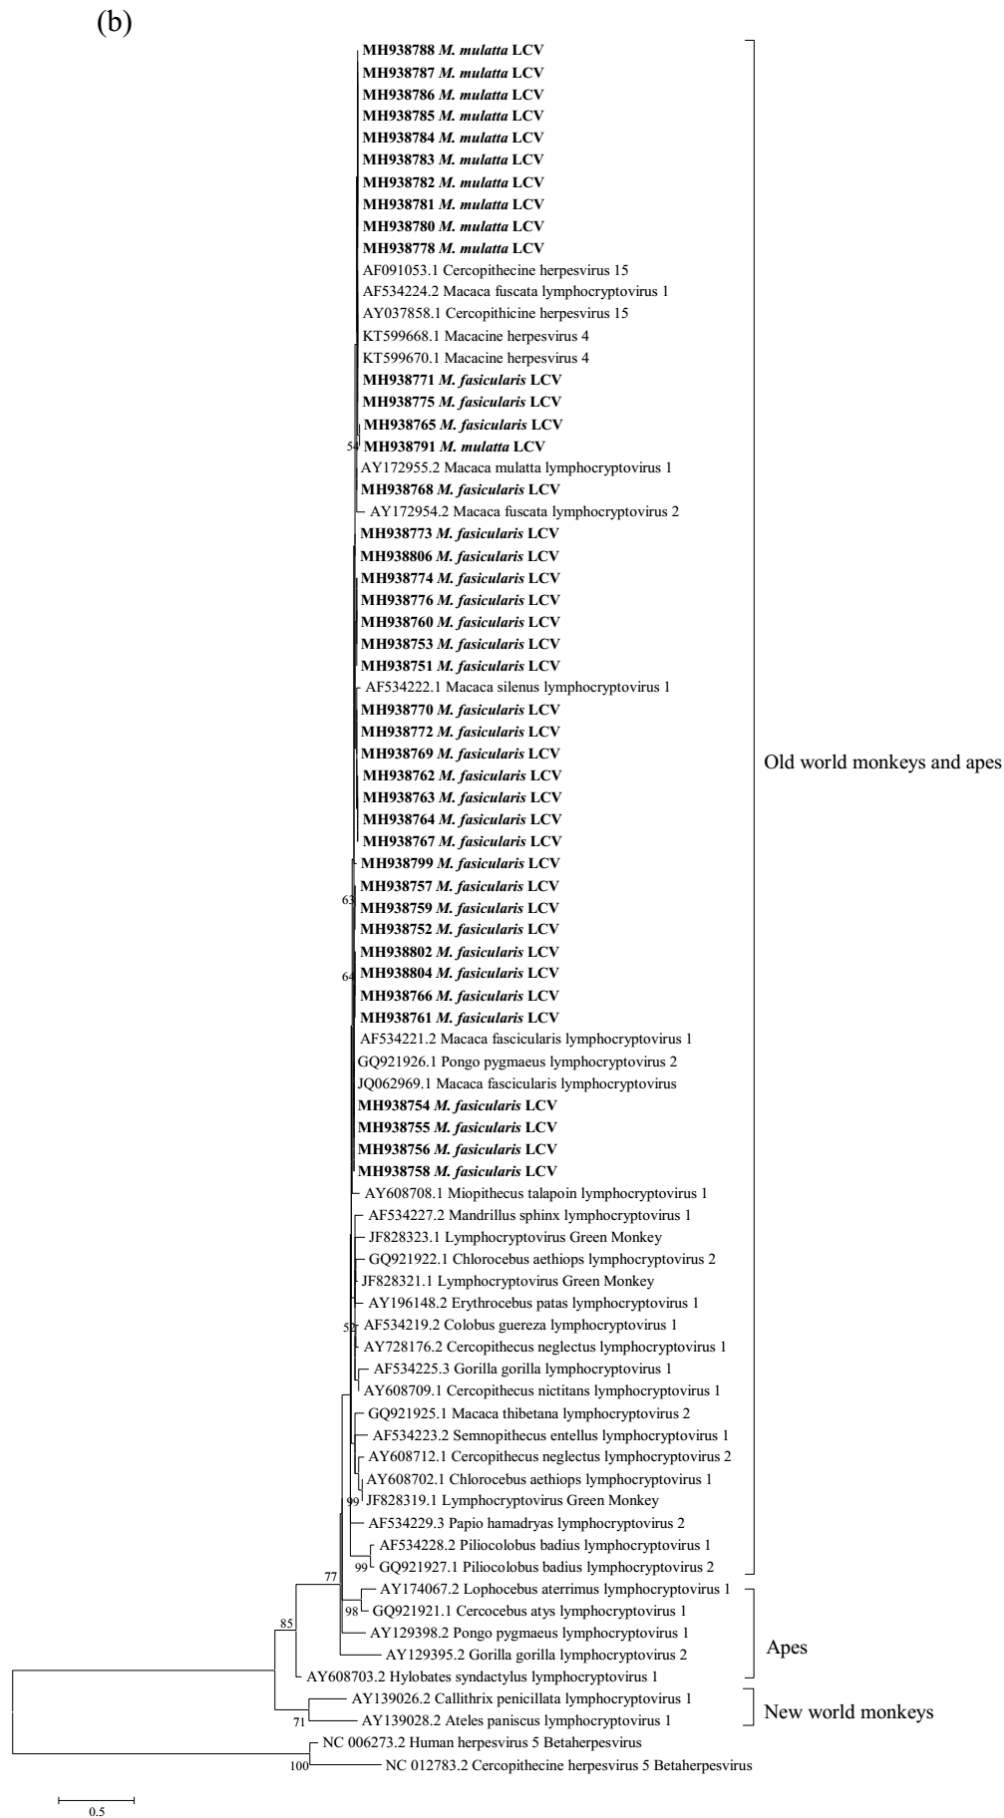 (b)
MH938788 M. mulatta LCV
MH938787 M. mulatta LCV
MH938786 M. mulatta LCV
MH938785 M. mulatta LCV
MH938784 M. mulatta LCV
MH938783 M. mulatta LCV
MH938782 M. mulatta LCV
MH938781 M. mulatta LCV
MH938780 M. mulatta LCV
MH938778 M. mulatta LCV
AF091053.1 Cercopithecine herpesvirus 15
AF534224.2 Macaca fuscata lymphocryptovirus 1
AY037858.1 Cercopithicine herpesvirus 15
KT599668.1 Macacine herpesvirus 4
KT599670.1 Macacine herpesvirus 4
MH938771 M. fasicularis LCV
MH938775 M. fasicularis LCV
MH938765 M. fasicularis LCV
54 MH938791 M. mulatta LCV
AY172955.2 Macaca mulatta lymphocryptovirus 1
MH938768 M. fasicularis LCV
AY172954.2 Macaca fuscata lymphocryptovirus 2
MH938773 M. fasicularis LCV
MH938806 M. fasicularis LCV
MH938774 M. fasicularis LCV
MH938776 M. fasicularis LCV
MH938760 M. fasicularis LCV
MH938753 M. fasicularis LCV
MH938751 M. fasicularis LCV
AF534222.1 Macaca silenus lymphocryptovirus 1
MH938770 M. fasicularis LCV
MH938772 M. fasicularis LCV
MH938769 M. fasicularis LCV
Old world monkeys and apes
MH938762 M. fasicularis LCV
MH938763 M. fasicularis LCV
MH938764 M. fasicularis LCV
MH938767 M. fasicularis LCV
MH938799 M. fasicularis LCV
MH938757 M. fasicularis LCV
63
MH938759 M. fasicularis LCV
MH938752 M. fasicularis LCV
MH938802 M. fasicularis LCV
64 MH938804 M. fasicularis LCV
MH938766 M. fasicularis LCV
MH938761 M. fasicularis LCV
AF534221.2 Macaca fascicularis lymphocryptovirus 1
GQ921926.1 Pongo pygmaeus lymphocryptovirus 2
JQ062969.1 Macaca fascicularis lymphocryptovirus
MH938754 M. fasicularis LCV
MH938755 M. fasicularis LCV
MH938756 M. fasicularis LCV
MH938758 M. fasicularis LCV
AY608708.1 Miopithecus talapoin lymphocryptovirus 1
AF534227.2 Mandrillus sphinx lymphocryptovirus 1
JF828323.1 Lymphocryptovirus Green Monkey
GQ921922.1 Chlorocebus aethiops lymphocryptovirus 2
JF828321.1 Lymphocryptovirus Green Monkey
AY196148.2 Erythrocebus patas lymphocryptovirus 1
52 AF534219.2 Colobus guereza lymphocryptovirus 1
AY728176.2 Cercopithecus neglectus lymphocryptovirus 1
AF534225.3 Gorilla gorilla lymphocryptovirus 1
AY608709.1 Cercopithecus nictitans lymphocryptovirus 1
GQ921925.1 Macaca thibetana lymphocryptovirus 2
AF534223.2 Semnopithecus entellus lymphocryptovirus 1
AY608712.1 Cercopithecus neglectus lymphocryptovirus 2
AY608702.1 Chlorocebus aethiops lymphocryptovirus 1
99 JF828319.1 Lymphocryptovirus Green Monkey
AF534229.3 Papio hamadryas lymphocryptovirus 2
AF534228.2 Piliocolobus badius lymphocryptovirus 1
99 GQ921927.1 Piliocolobus badius lymphocryptovirus 2
77
AY174067.2 Lophocebus aterrimus lymphocryptovirus 1
98 GQ921921.1 Cercocebus atys lymphocryptovirus 1
85
AY129398.2 Pongo pygmaeus lymphocryptovirus 1
Apes
AY129395.2 Gorilla gorilla lymphocryptovirus 2
AY608703.2 Hylobates syndactylus lymphocryptovirus 1
AY139026.2 Callithrix penicillata lymphocryptovirus 1
New world monkeys
71 AY139028.2 Ateles paniscus lymphocryptovirus 1
NC 006273.2 Human herpesvirus 5 Betaherpesvirus
100 NC 012783.2 Cercopithecine herpesvirus 5 Betaherpesvirus
0.5